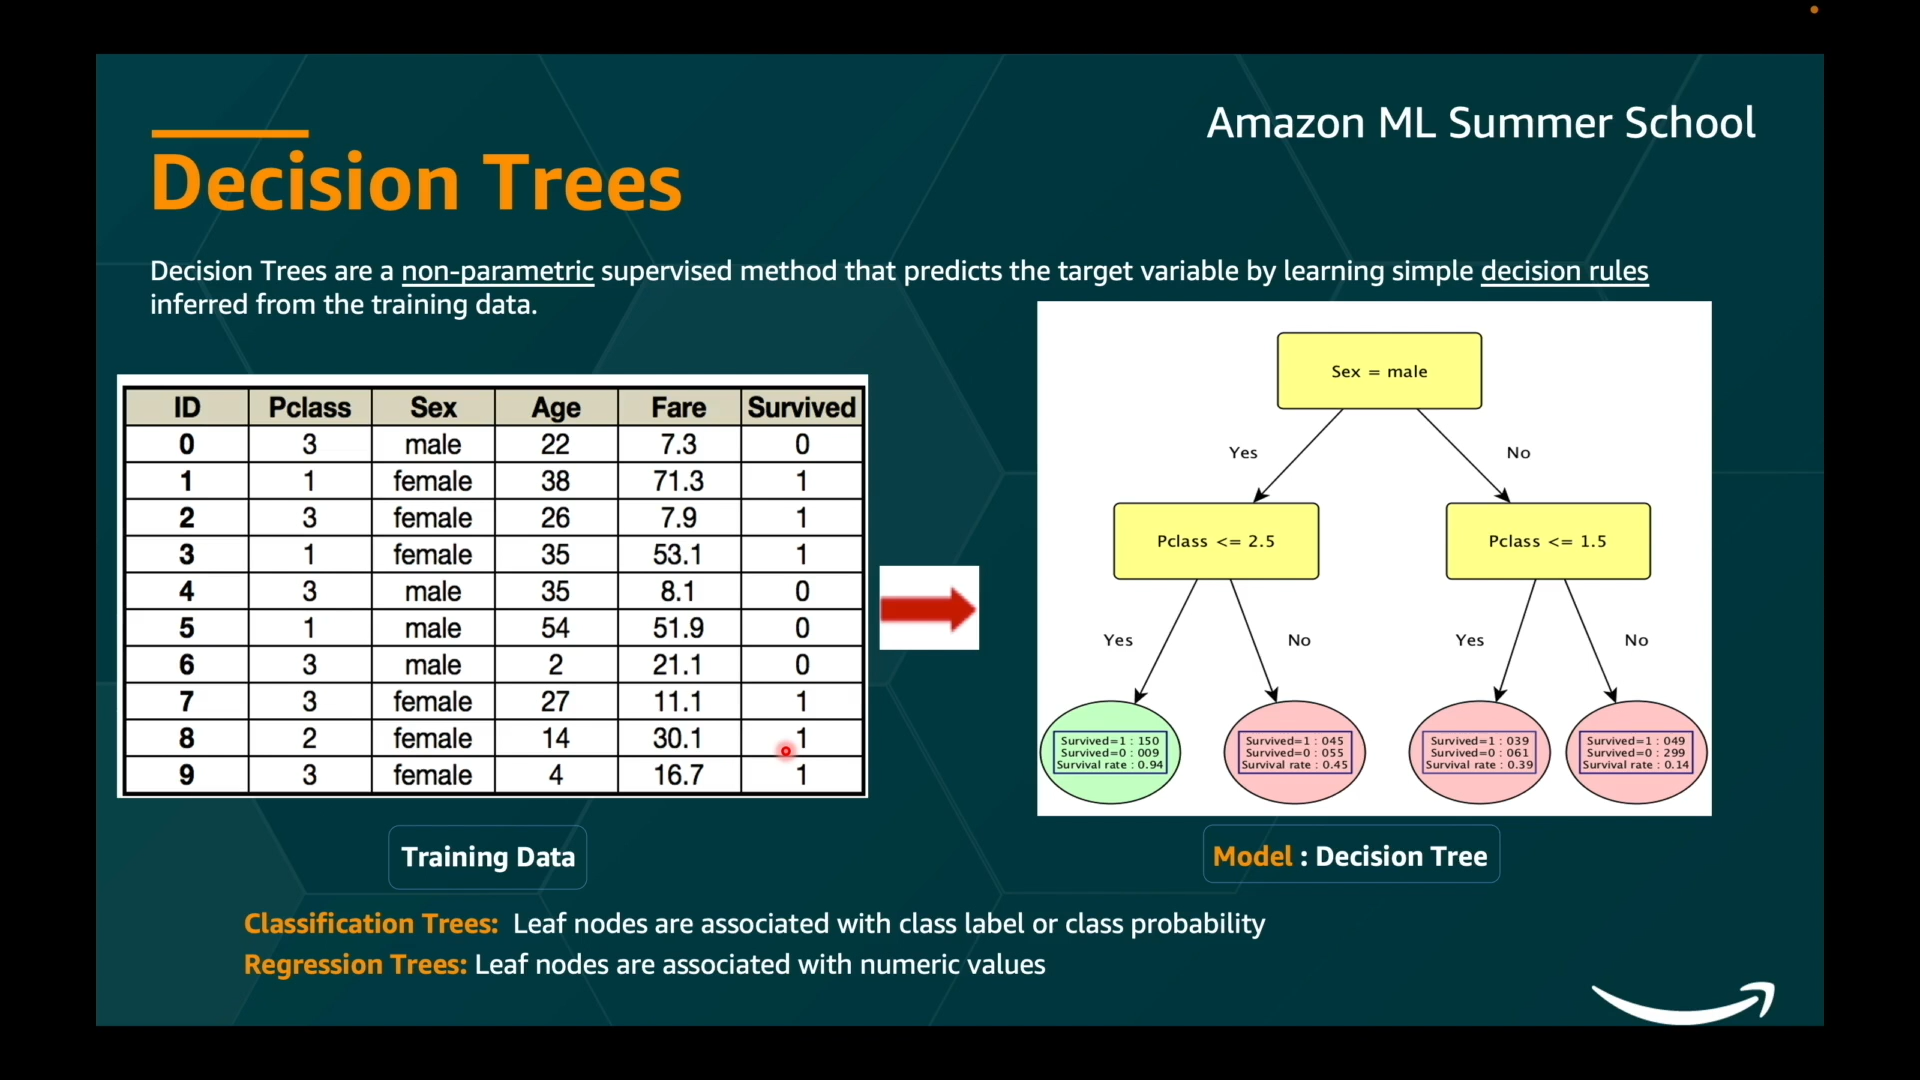 Amazon ML Summer School
Decision Trees
Decision Trees are a non-parametric supervised method that predicts the target variable by learning simple decision rules
inferred from the training data.
ID Pclass Sex Age Fare Survived
0 3 male 22 7.3 0
1 1 female 38 71.3 1
2 3 female 26 7.9 1
3 1 female 35 53.1 1
4 3 male 35 8.1 0
5 1 male 54 51.9 0
6 3 male 2 21.1 0
7 3 female 27 11.1 1
8 2 female 14 30.1 1
9 3 female 4 16.7 1
Training Data
Sex = male
Yes No
Pclass <= 2.5 Pclass <= 1.5
Yes No Yes No
Survived=1 : 150
Survived=0 : 009
Survival rate : 0.94
Survived=1 : 045
Survived=0 : 055
Survival rate : 0.45
Survived=1 : 039
Survived=0 : 061
Survival rate : 0.39
Survived=1 : 049
Survived=0 : 299
Survival rate : 0.14
Model : Decision Tree
Classification Trees: Leaf nodes are associated with class label or class probability
Regression Trees: Leaf nodes are associated with numeric values